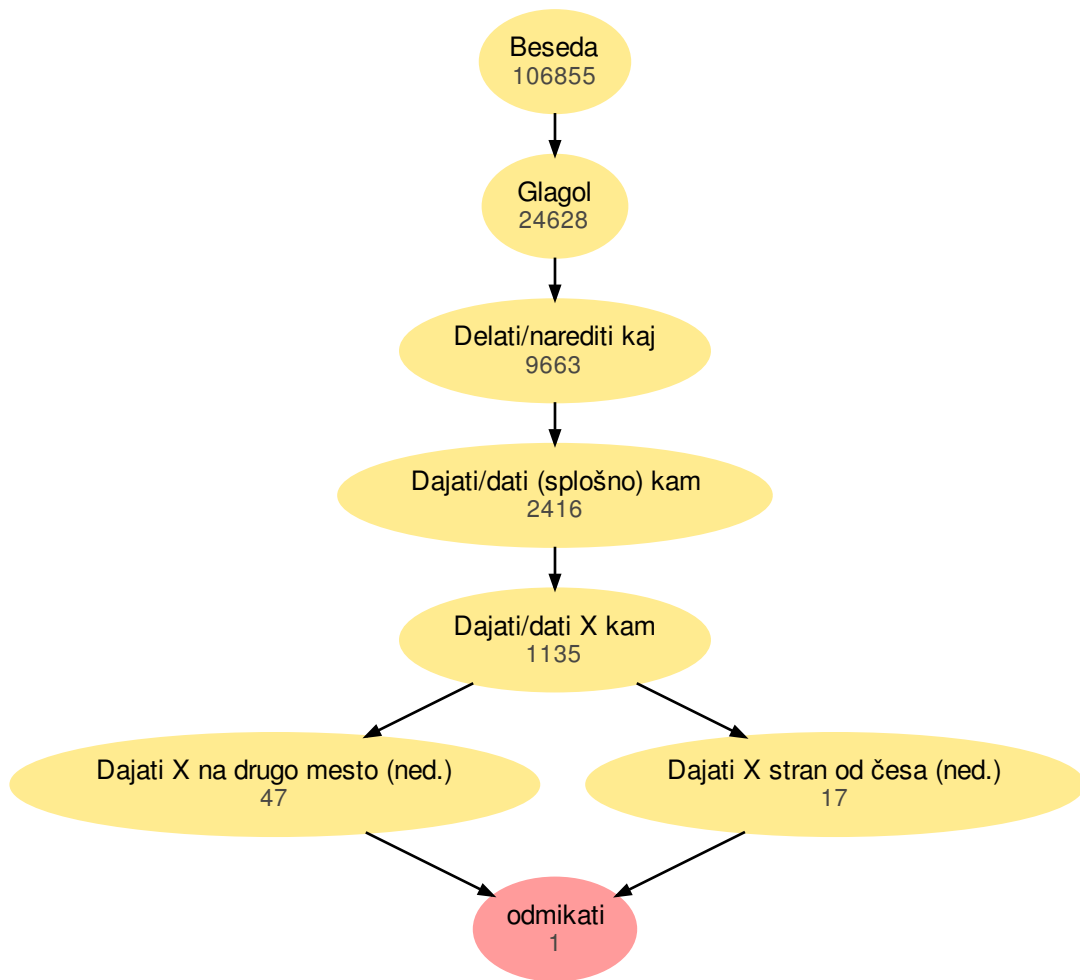 Beseda
106855
Glagol
24628
Delati/narediti kaj
9663
Dajati/dati (splošno) kam
2416
Dajati/dati X kam
1135
Dajati X na drugo mesto (ned.)
47
Dajati X stran od česa (ned.)
17
odmikati
1